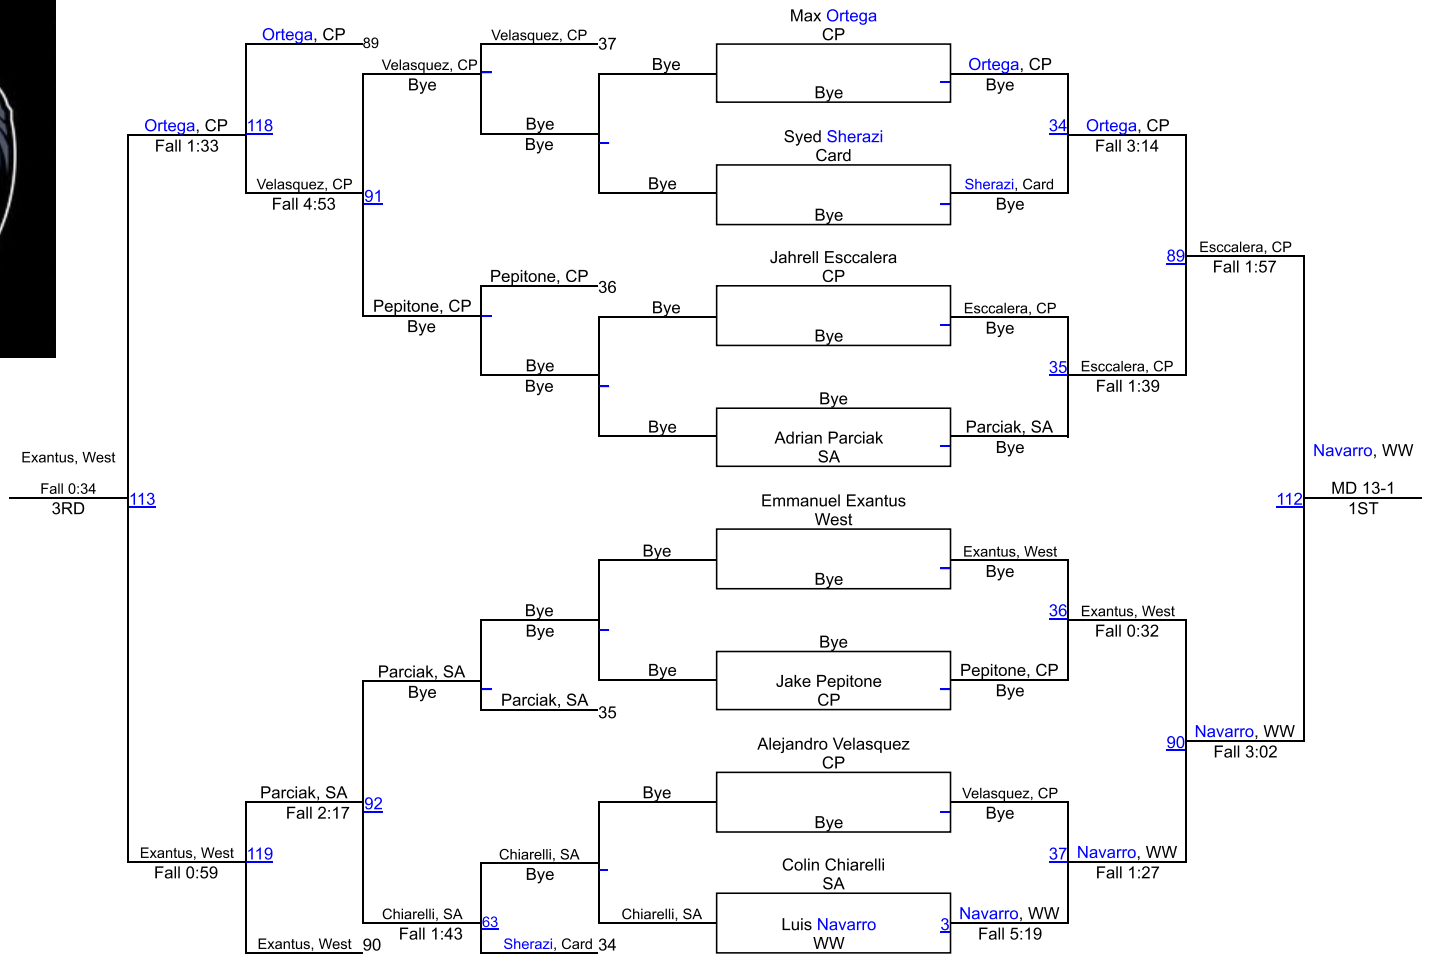 Max Ortega
CP
Ortega, CP
89
Velasquez, CP
37
Velasquez, CP
Bye
Bye
Bye
Ortega, CP
Bye
Ortega, CP
Fall 1:33
118
Bye
Bye
Syed Sherazi
Card
34
Ortega, CP
Fall 3:14
Velasquez, CP
Fall 4:53
91
Bye
Bye
Sherazi, Card
Bye
Jahrell Esccalera
CP
89
Esccalera, CP
Fall 1:57
Pepitone, CP
36
Pepitone, CP
Bye
Bye
Bye
Esccalera, CP
Bye
Bye
Bye
35
Esccalera, CP
Fall 1:39
Bye
Bye
Adrian Parciak
SA
Parciak, SA
Bye
Exantus, West
Fall 0:34
3RD
113
Navarro, WW
112
MD 13-1
1ST
Emmanuel Exantus
West
Bye
Bye
Exantus, West
Bye
Bye
Bye
36
Exantus, West
Fall 0:32
Bye
Parciak, SA
Bye
Bye
Jake Pepitone
CP
Pepitone, CP
Bye
Parciak, SA
35
90
Navarro, WW
Fall 3:02
Alejandro Velasquez
CP
Parciak, SA
Fall 2:17
92
Bye
Bye
Velasquez, CP
Bye
Exantus, West
Fall 0:59
119
Chiarelli, SA
Bye
Colin Chiarelli
SA
37
Navarro, WW
Fall 1:27
Chiarelli, SA
Fall 1:43
63
Chiarelli, SA
Luis Navarro
WW
3
Navarro, WW
Fall 5:19
Exantus, West
90
Sherazi, Card
34